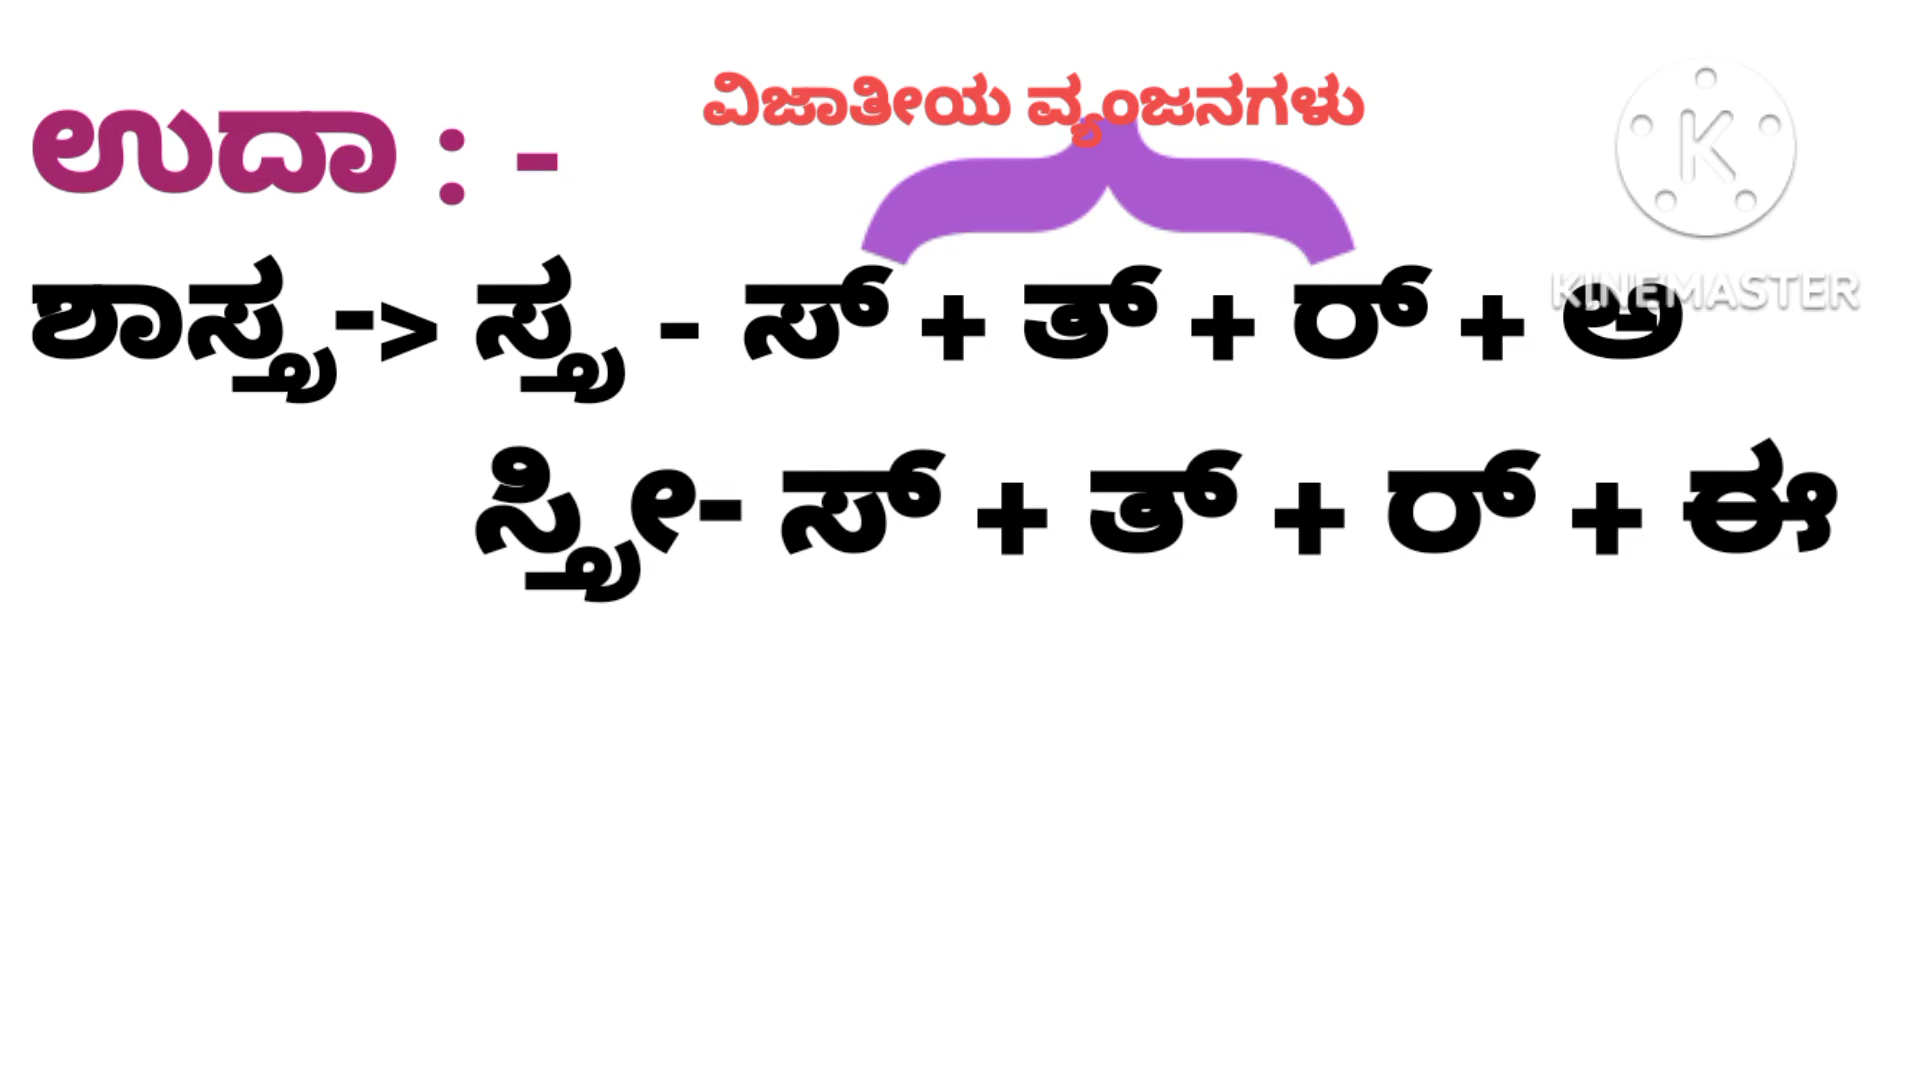 ವಿಜಾತೀಯ ವ್ಯಂಜನಗಳು
ಉದಾ : -
KINEMASTER
ಶಾಸ್ತ್ರ-> ಸ್ತ್ರ - ಸ್ + ತ್ + ರ್ + ಅ
ಸ್ತ್ರೀ- ಸ್ + ತ್ + ರ್ + ಈ